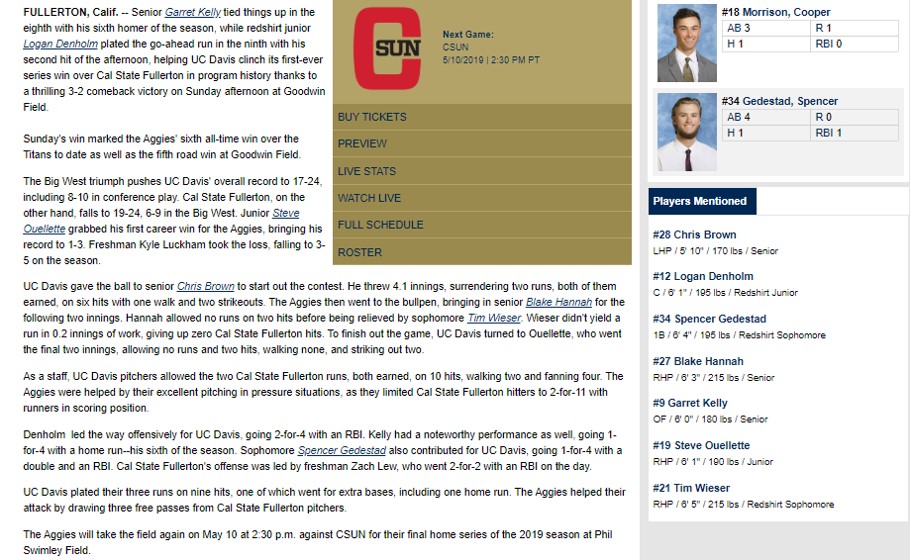 FULLERTON, Calif. -- Senior Garret Kelly tied things up in the
eighth with his sixth homer of the season, while redshirt junior
Logan Denholm plated the go-ahead run in the ninth with his
second hit of the afternoon, helping UC Davis clinch its first-ever
series win over Cal State Fullerton in program history thanks to
a thrilling 3-2 comeback victory on Sunday afternoon at Goodwin
Field.
Sunday's win marked the Aggies' sixth all-time win over the
Titans to date as well as the fifth road win at Goodwin Field.
The Big West triumph pushes UC Davis' overall record to 17-24,
including 8-10 in conference play. Cal State Fullerton, on the
other hand, falls to 19-24, 6-9 in the Big West. Junior Steve
Ouellette grabbed his first career win for the Aggies, bringing his
record to 1-3. Freshman Kyle Luckham took the loss, falling to 3-
5 on the season.
UC Davis gave the ball to senior Chris Brown to start out the contest. He threw 4.1 innings, surrendering two runs, both of them
earned, on six hits with one walk and two strikeouts. The Aggies then went to the bullpen, bringing in senior Blake Hannah for the
following two innings. Hannah allowed no runs on two hits before being relieved by sophomore Tim Wieser. Wieser didn't yield a
run in 0.2 innings of work, giving up zero Cal State Fullerton hits. To finish out the game, UC Davis turned to Ouellette, who went
the final two innings, allowing no runs and two hits, walking none, and striking out two.
As a staff, UC Davis pitchers allowed the two Cal State Fullerton runs, both earned, on 10 hits, walking two and fanning four. The
Aggies were helped by their excellent pitching in pressure situations, as they limited Cal State Fullerton hitters to 2-for-11 with
runners in scoring position.
Denholm led the way offensively for UC Davis, going 2-for-4 with an RBI. Kelly had a noteworthy performance as well, going 1-
for-4 with a home run--his sixth of the season. Sophomore Spencer Gedestad also contributed for UC Davis, going 1-for-4 with a
double and an RBI. Cal State Fullerton's offense was led by freshman Zach Lew, who went 2-for-2 with an RBI on the day.
UC Davis plated their three runs on nine hits, one of which went for extra bases, including one home run. The Aggies helped their
attack by drawing three free passes from Cal State Fullerton pitchers.
The Aggies will take the field again on May 10 at 2:30 p.m. against CSUN for their final home series of the 2019 season at Phil
Swimley Field.
C SUN
Next Game:
CSUN
5/10/2019 | 2:30 PM PT
BUY TICKETS
PREVIEW
LIVE STATS
WATCH LIVE
FULL SCHEDULE
ROSTER
#18 Morrison, Cooper
AB 3 R 1
H 1 RBI 0
#34 Gedestad, Spencer
AB 4 R 0
H 1 RBI 1
Players Mentioned
#28 Chris Brown
LHP / 5' 10" / 170 lbs / Senior
#12 Logan Denholm
C / 6' 1" / 195 lbs / Redshirt Junior
#34 Spencer Gedestad
1B / 6' 4" / 195 lbs / Redshirt Sophomore
#27 Blake Hannah
RHP / 6' 3" / 215 lbs / Senior
#9 Garret Kelly
OF / 6' 0" / 180 lbs / Senior
#19 Steve Ouellette
RHP / 6' 1" / 190 lbs / Junior
#21 Tim Wieser
RHP / 6' 5" / 215 lbs / Redshirt Sophomore